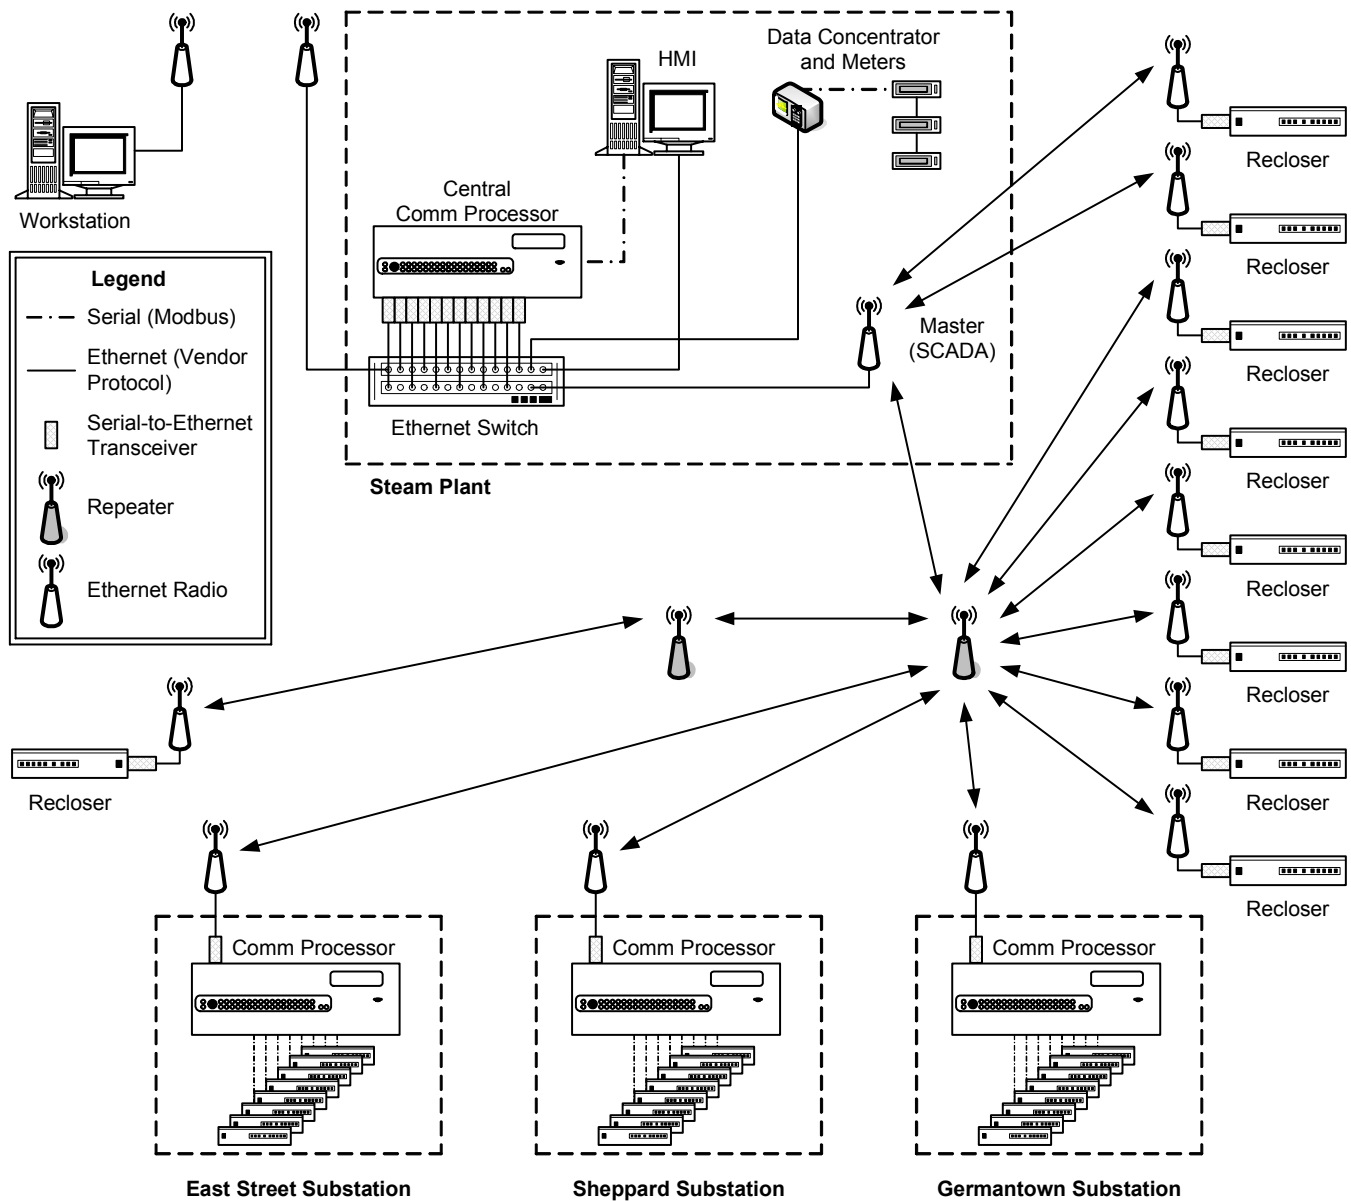 HMI
Data Concentrator
and Meters
Workstation
Central
Comm Processor
Master
(SCADA)
Ethernet Switch
Steam Plant
Legend
Serial (Modbus)
Ethernet (Vendor
Protocol)
Serial-to-Ethernet
Transceiver
Repeater
Ethernet Radio
Recloser
Recloser
Recloser
Recloser
Recloser
Recloser
Recloser
Recloser
Recloser
Comm Processor
Comm Processor
Comm Processor
East Street Substation
Sheppard Substation
Germantown Substation